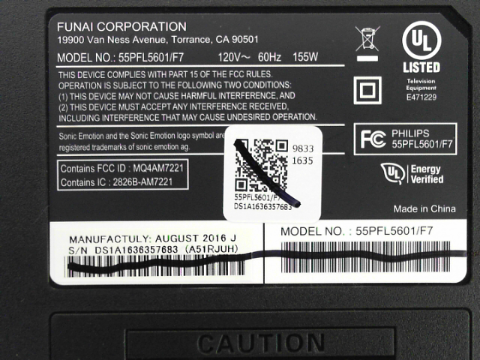 FUNAI CORPORATION
19900 Van Ness Avenue, Torrance, CA 90501
MODEL NO. : 55PFL5601/F7 120V~ 60Hz 155W
THIS DEVICE COMPLIES WITH PART 15 OF THE FCC RULES.
OPERATION IS SUBJECT TO THE FOLLOWING TWO CONDITIONS:
(1) THIS DEVICE MAY NOT CAUSE HARMFUL INTERFERENCE, AND
(2) THIS DEVICE MUST ACCEPT ANY INTERFERENCE RECEIVED,
INCLUDING INTERFERENCE THAT MAY CAUSE UNDESIRED OPERATION.
Sonic Emotion and the Sonic Emotion logo symbol and
registered trademarks of sonic emotion ag.
Contains FCC ID : MQ4AM7221
Contains IC : 2826B-AM7221
9833
1635
55PFL5601/F7
DS1A1636357683
UL
LISTED
Television
Equipment
E471229
FC
PHILIPS
55PFL5601/F7
UL Energy
Verified
Made in China
MANUFACTULY: AUGUST 2016 J
S/N DS1A1636357683 (A51RJUH)
MODEL NO. : 55PFL5601/F7
CAUTION